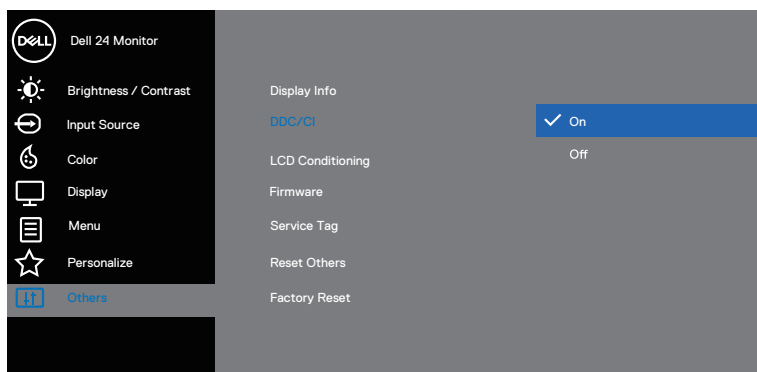 DELL
Dell 24 Monitor
Brightness / Contrast
Input Source
Color
Display
Menu
Personalize
Others
Display Info
DDC/CI
LCD Conditioning
Firmware
Service Tag
Reset Others
Factory Reset
On
Off